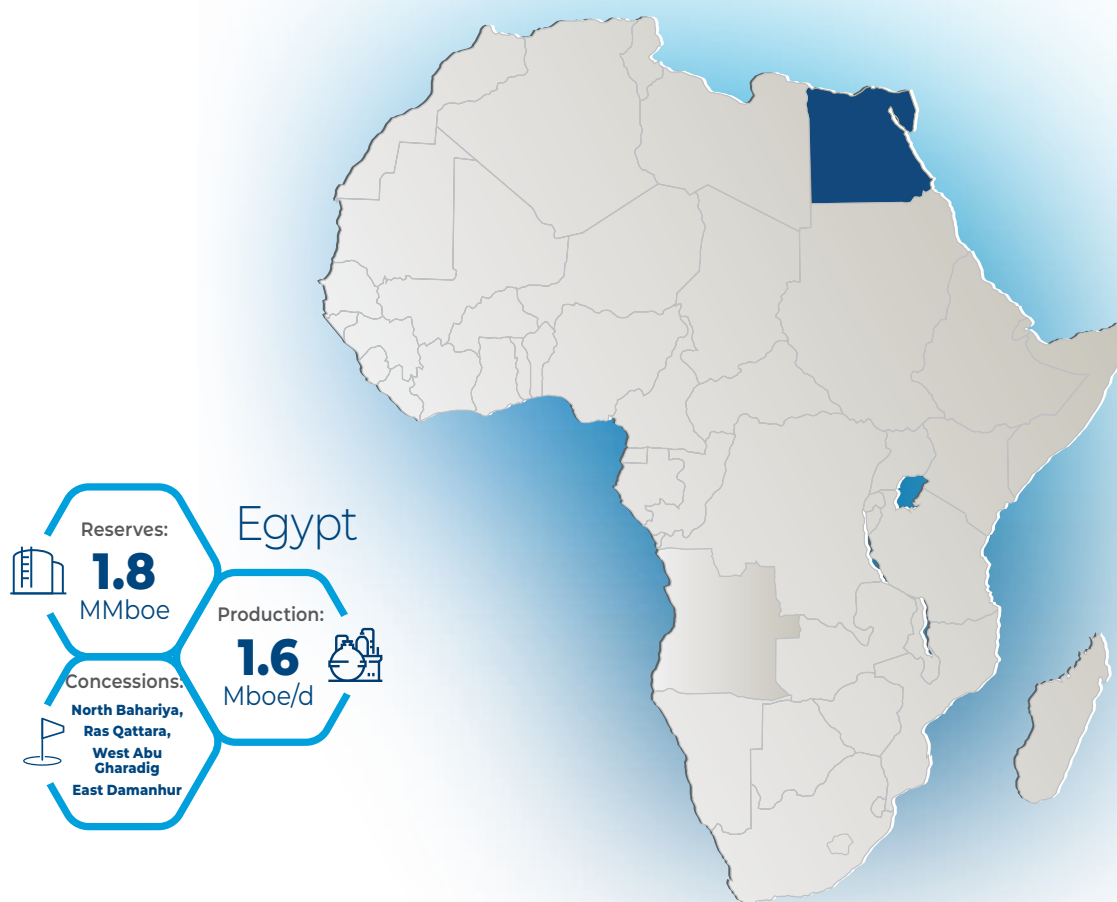 Egypt
Reserves:
1.8
MMboe
Production:
1.6
Mboe/d
Concessions:
North Bahariya,
Ras Qattara,
West Abu
Gharadig
East Damanhur